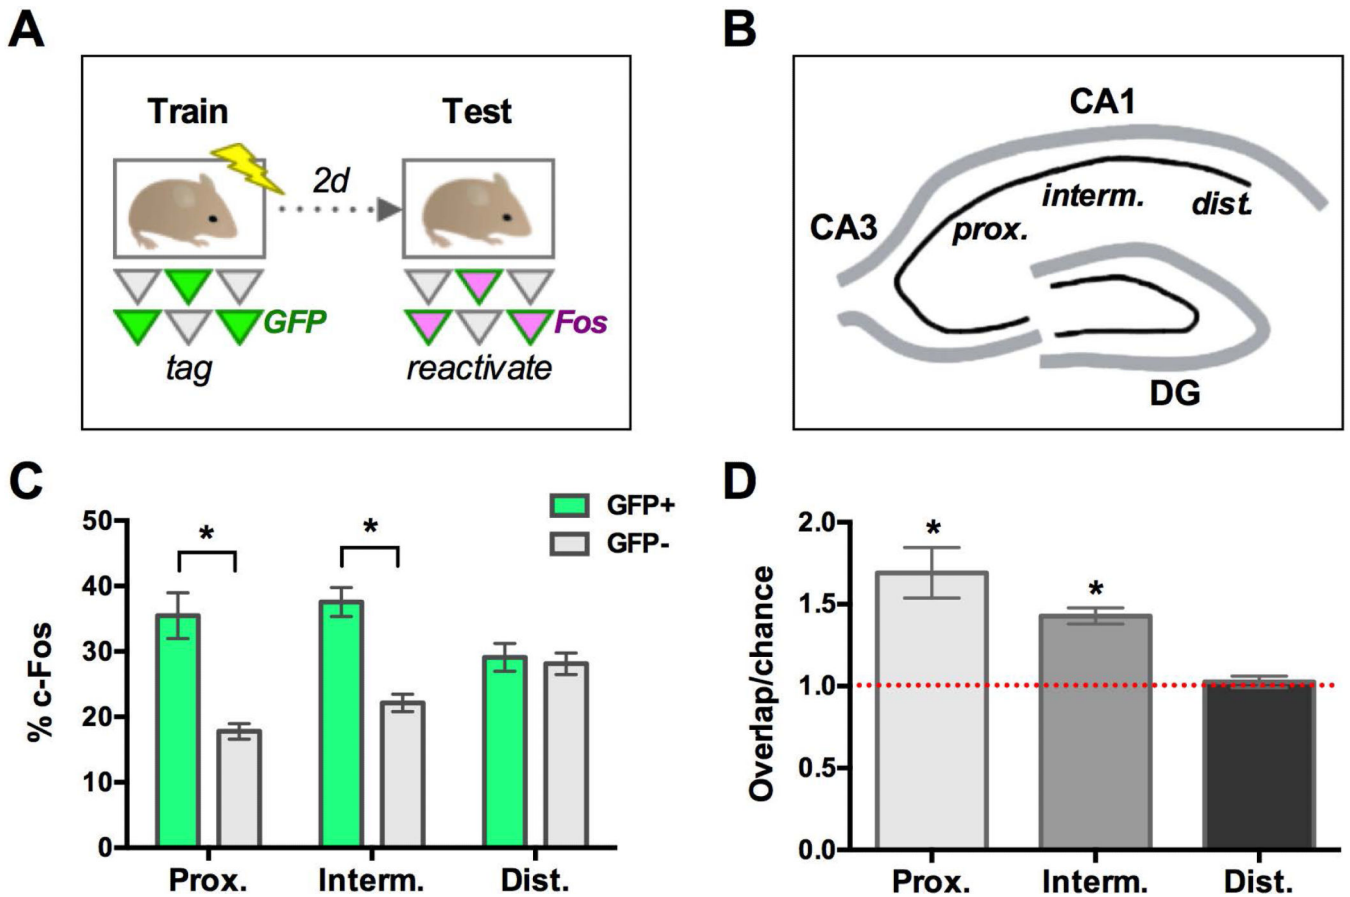 A
Train
Test
2d
GFP
Fos
tag
reactivate
B
CA1
interm.
dist.
CA3
prox.
DG
C
GFP+
GFP-
50
40
30
20
10
0
% c-Fos
*
*
Prox.
Interm.
Dist.
D
2.0
1.5
1.0
0.5
0.0
Overlap/chance
*
*
Prox.
Interm.
Dist.